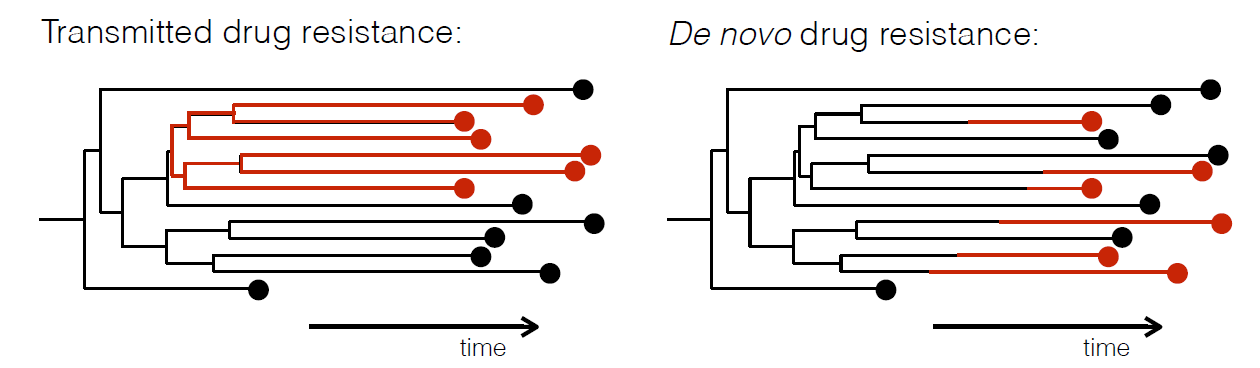 Transmitted drug resistance:
De novo drug resistance:
time
time